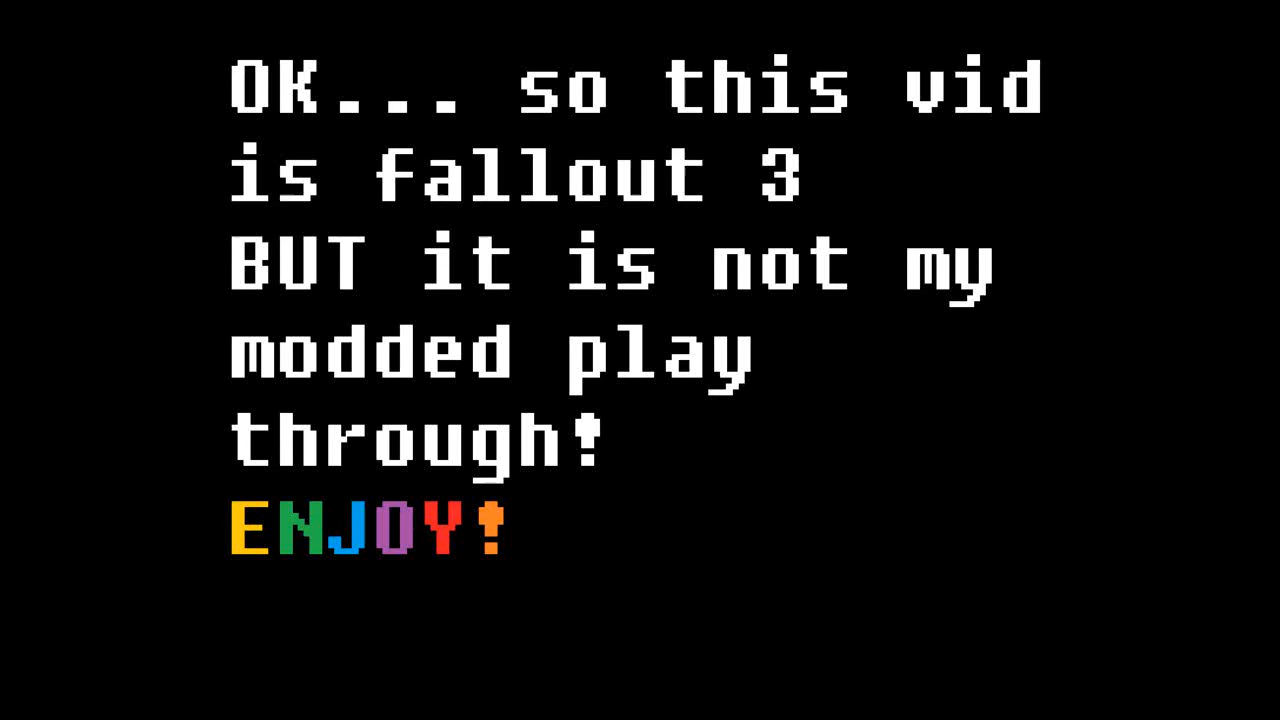 OK... so this vid
is fallout 3
BUT it is not my
modded play
through!
ENJOY!